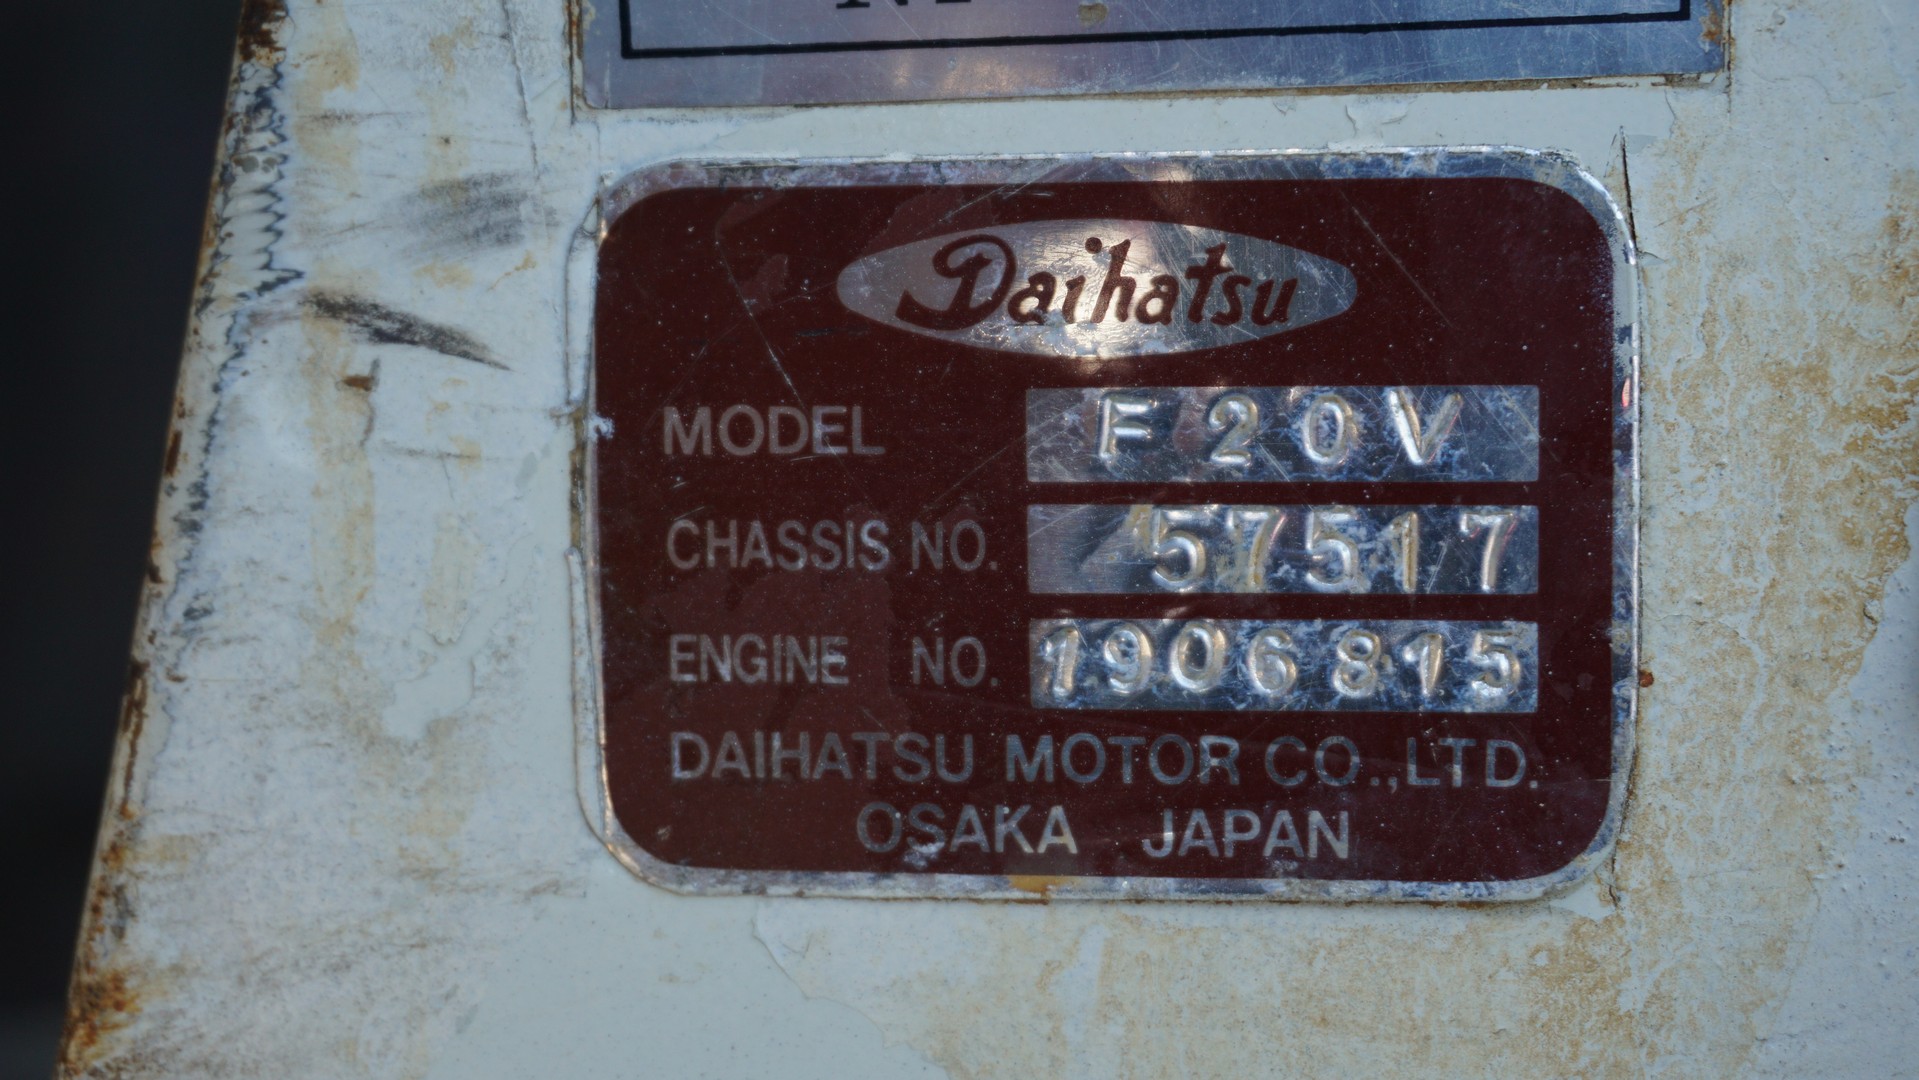 Daihatsu
MODEL F20V
CHASSIS NO. 57517
ENGINE NO. 1906815
DAIHATSU MOTOR CO.,LTD.
OSAKA JAPAN